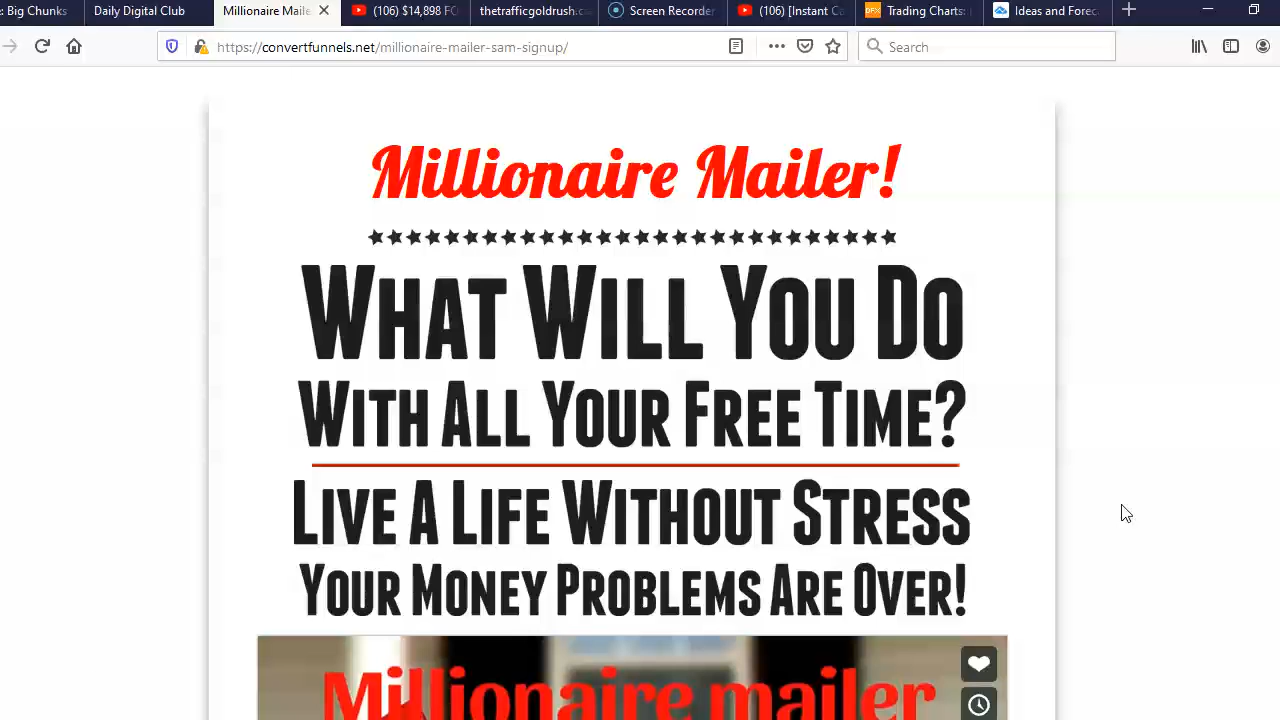 : Big Chunks
Daily Digital Club
Millionaire Maile
(106) $14,898 FO
thetrafficgoldrush.c
Screen Recorder
(106) [Instant Ca
Trading Charts:
Ideas and Forec
https://convertfunnels.net/millionaire-mailer-sam-signup/
Search
Millionaire Mailer!
What Will You Do
With All Your Free Time?
Live A Life Without Stress
Your Money Problems Are Over!
Millionaire mailer